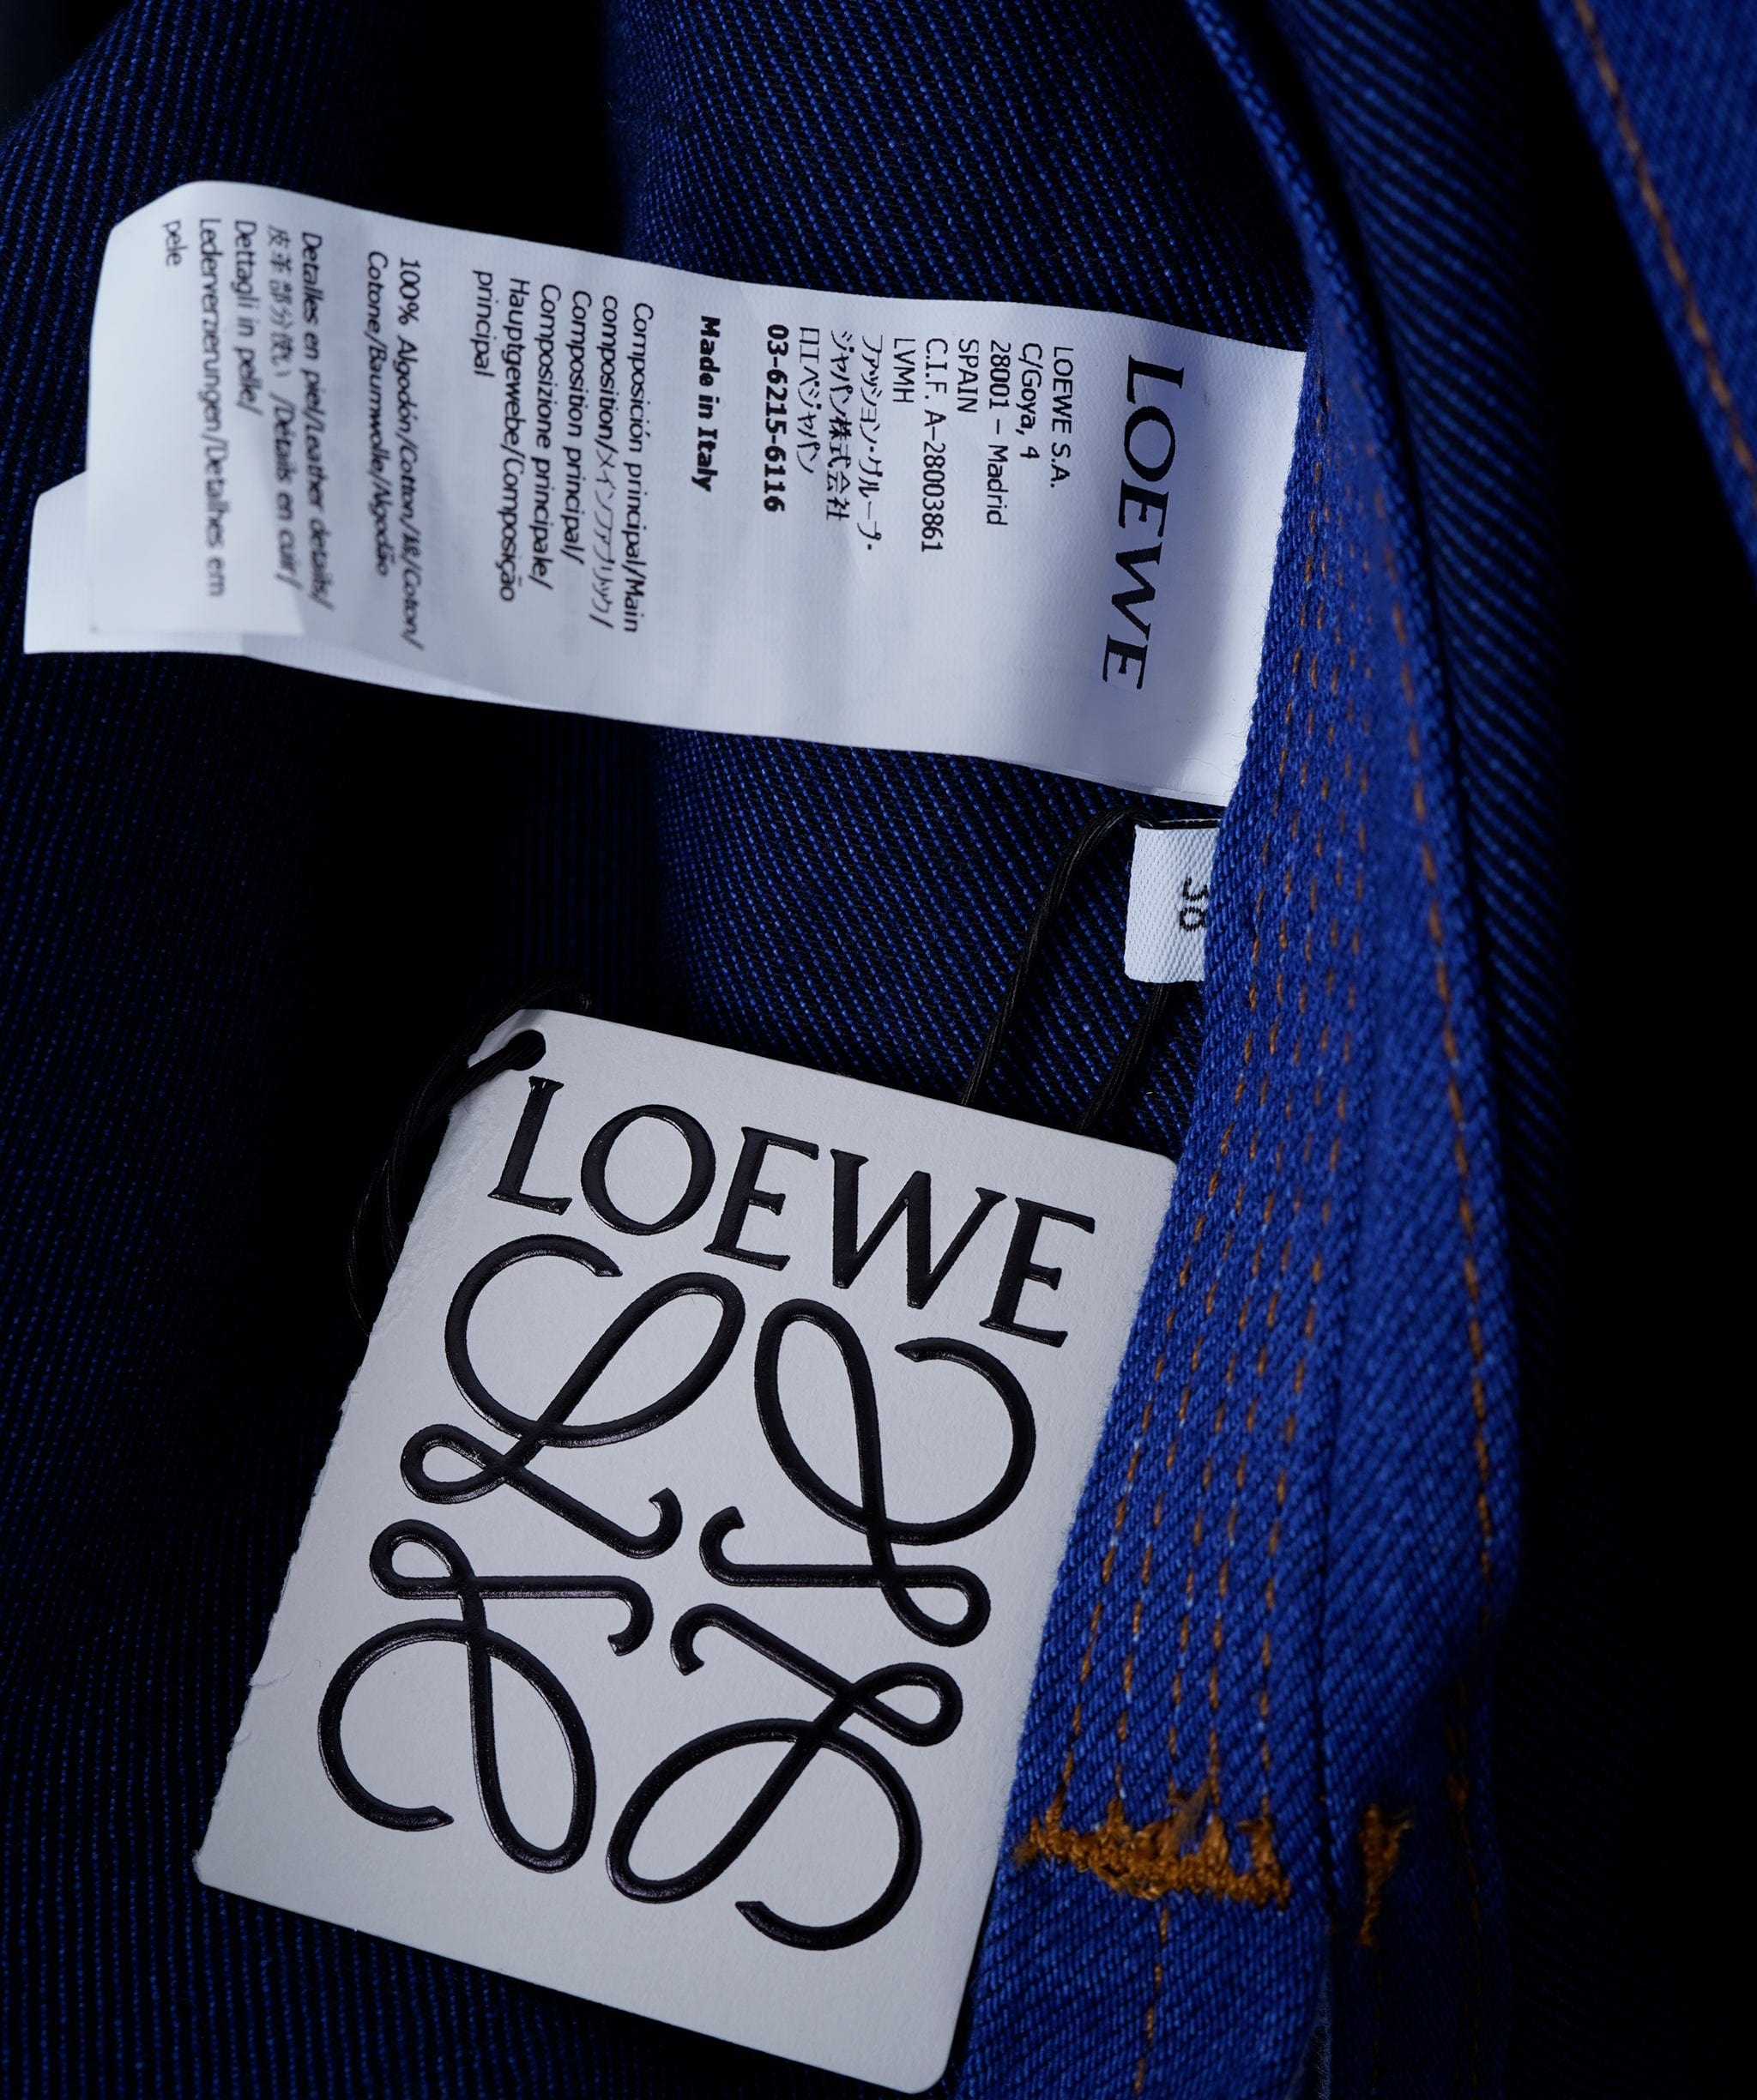 LOEWE
LOEWE S.A.
C/Goya, 4
28001 – Madrid
SPAIN
C.I.F. A-28003861
LVMH
ファッション・グループ・
ジャパン株式会社
ロエベジャパン
03-6215-6116
Made in Italy
Composición principal/Main
composition/メインファブリック/
Composition principal/
Composizione principale/
Hauptgewebe/Composição
principal
100% Algodón/Cotton/綿/Coton/
Cotone/Baumwolle/Algodão
Detalles en piel/Leather details/
皮革部分使い/Détails en cuir/
Dettagli in pelle/
Lederverzierungen/Detalhes em
pele
LOEWE